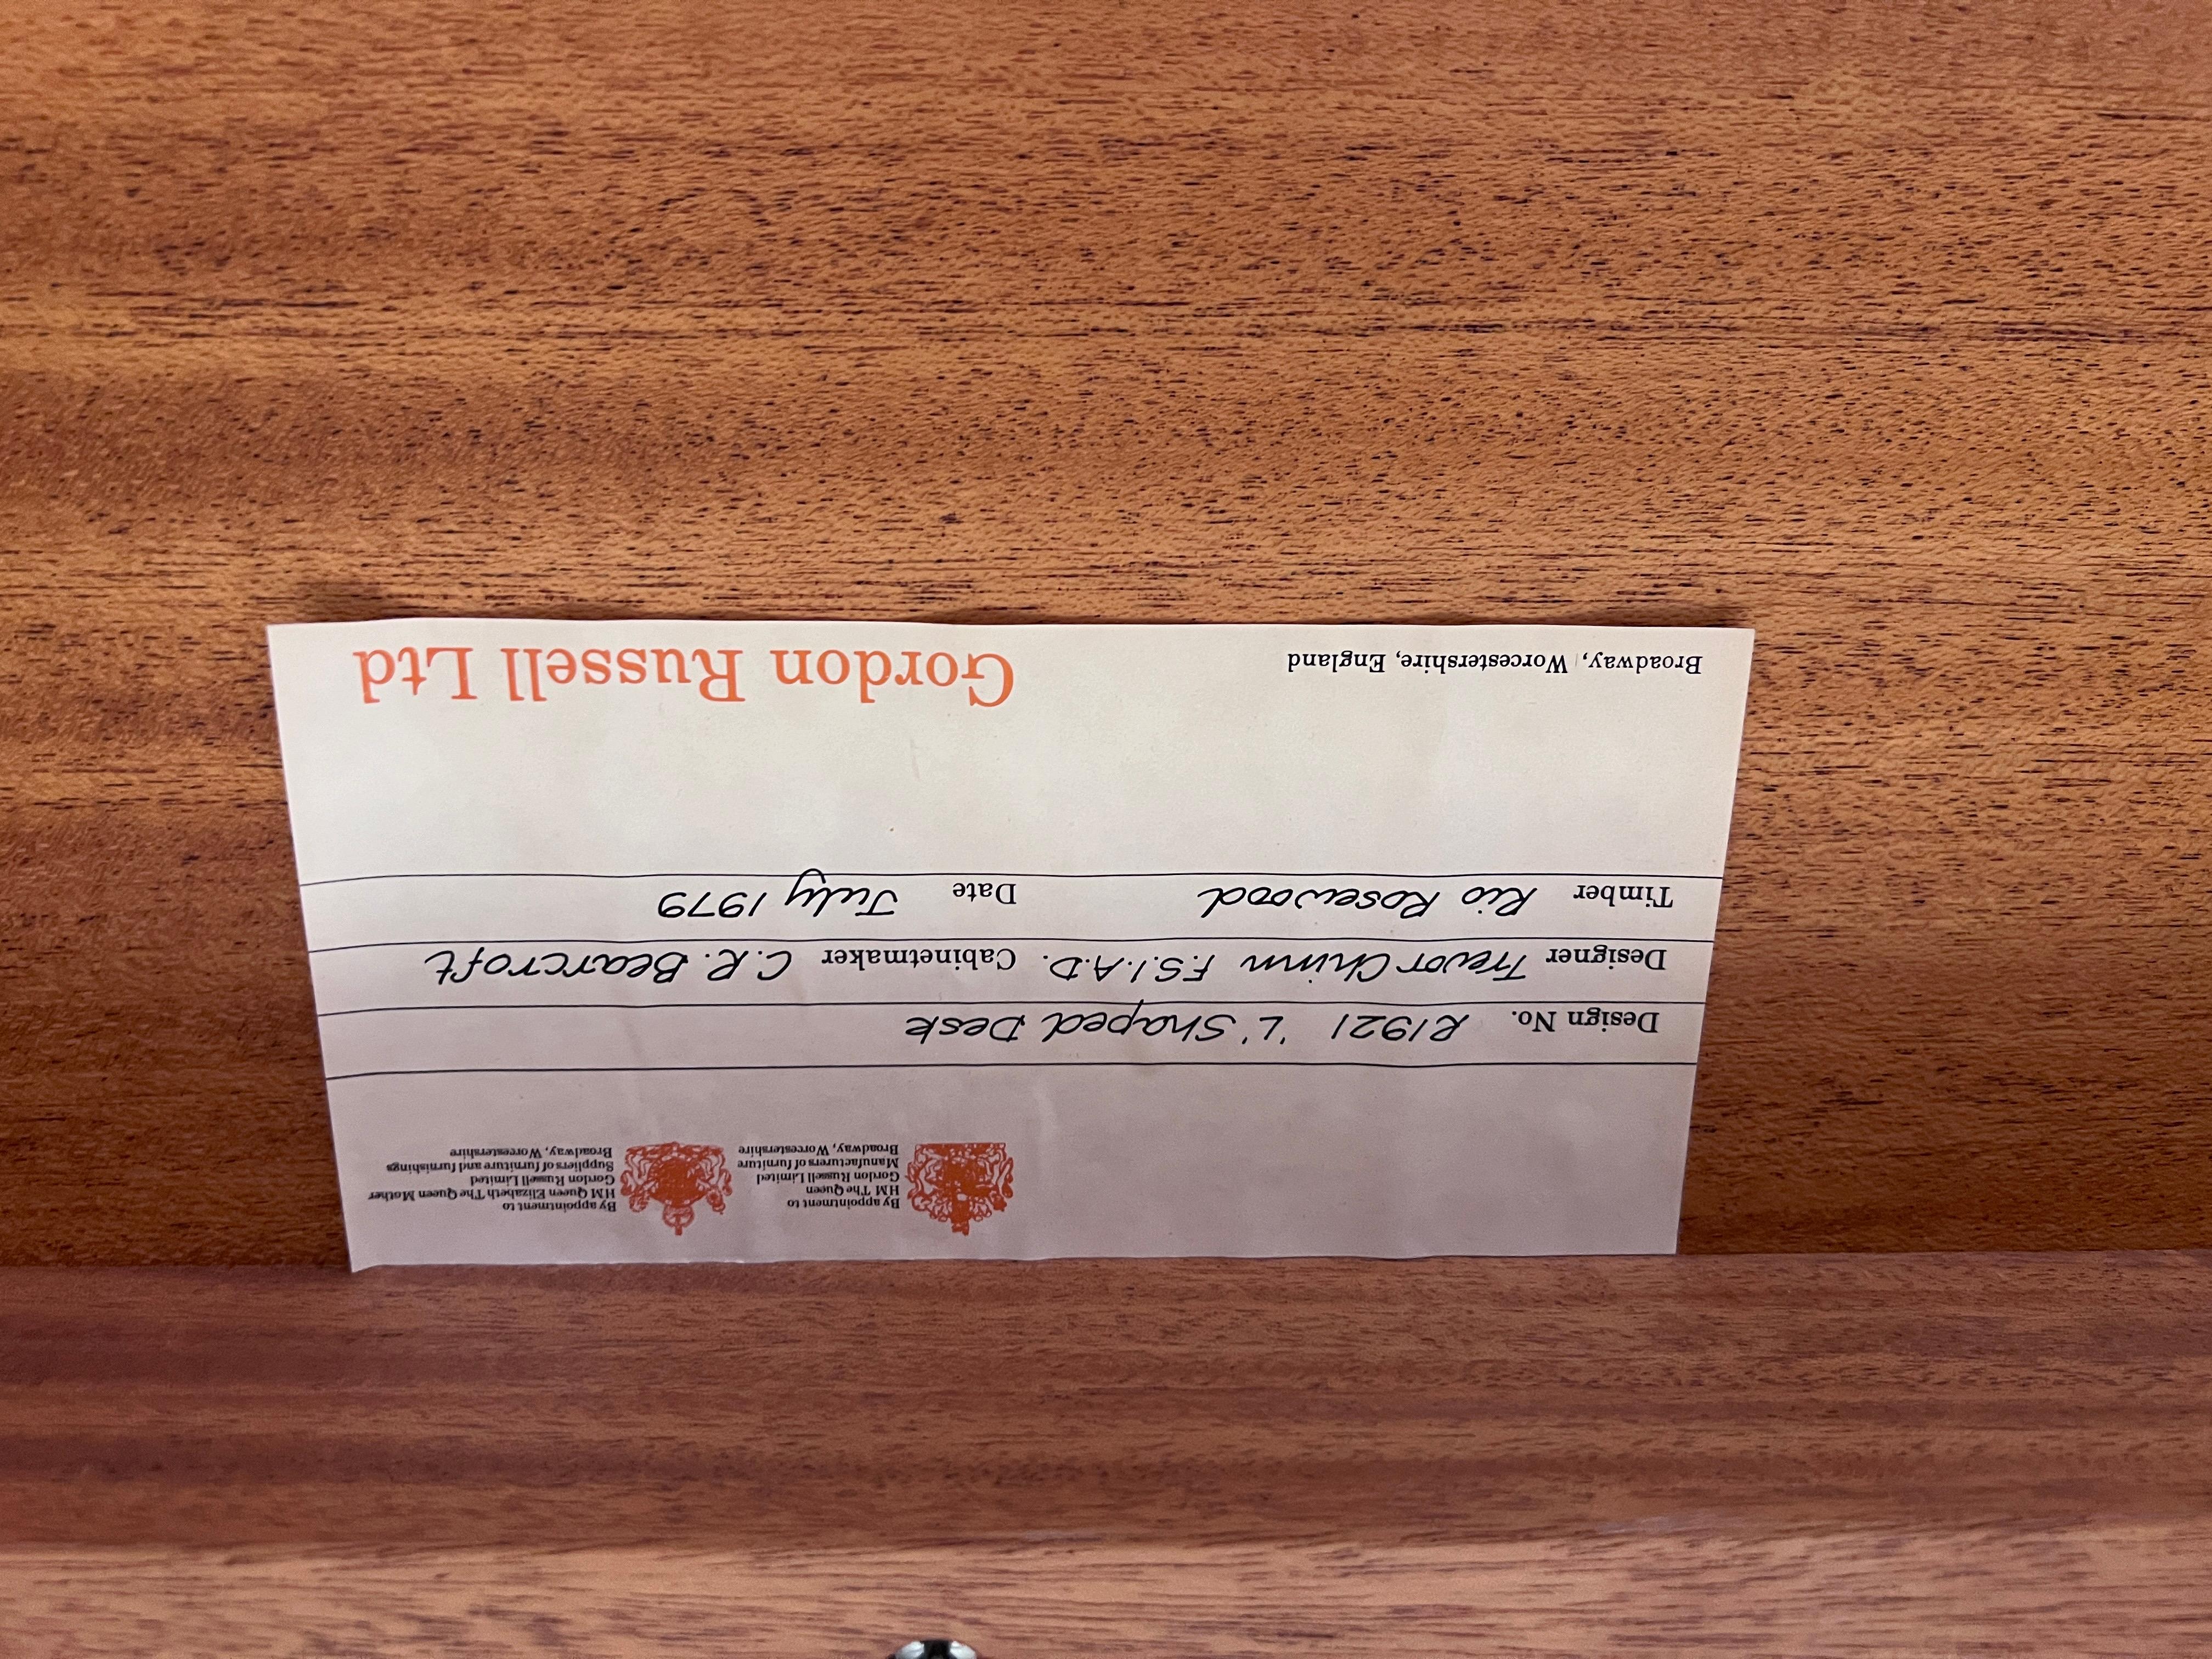 By appointment to
HM The Queen
Gordon Russell Limited
Manufacturers of furniture
Broadway, Worcestershire
By appointment to
HM Queen Elizabeth The Queen Mother
Gordon Russell Limited
Suppliers of furniture and furnishings
Broadway, Worcestershire
Design No. R1921 'L' Shaped Desk
Designer Trevor Chinn F.S.I.A.D. Cabinetmaker C.R. Bearcroft
Timber Rio Rosewood Date July 1979
Broadway, Worcestershire, England Gordon Russell Ltd